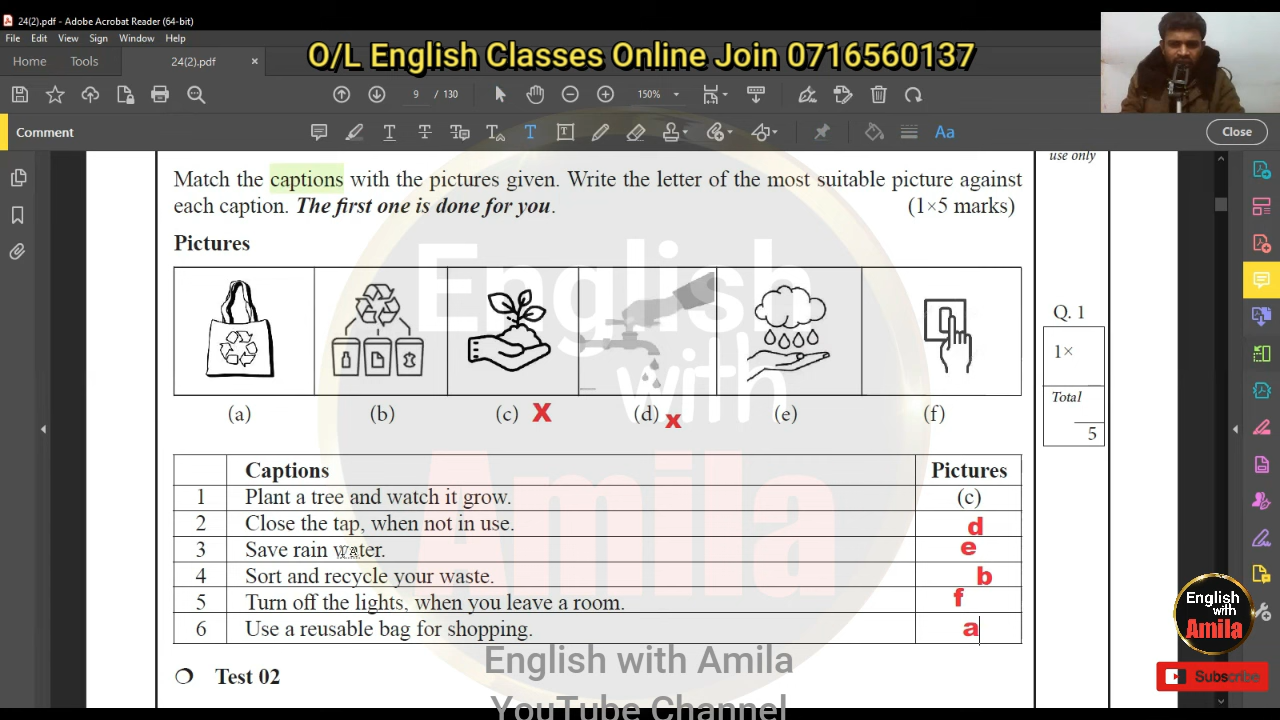 24(2).pdf - Adobe Acrobat Reader (64-bit)
File Edit View Sign Window Help
O/L English Classes Online Join 0716560137
Home Tools 24(2).pdf ×
9 / 130 150%
Comment
Close
use only
Match the captions with the pictures given. Write the letter of the most suitable picture against
each caption. The first one is done for you. (1×5 marks)
Pictures
English
with
Amila
(a) (b) (c) X (d) x (e) (f)
Q. 1
1×
Total
5
Captions Pictures
1 Plant a tree and watch it grow. (c)
2 Close the tap, when not in use. d
3 Save rain water. e
4 Sort and recycle your waste. b
5 Turn off the lights, when you leave a room. f
6 Use a reusable bag for shopping. a
Test 02
English with Amila
YouTube Channel
English
with
Amila
Subscribe